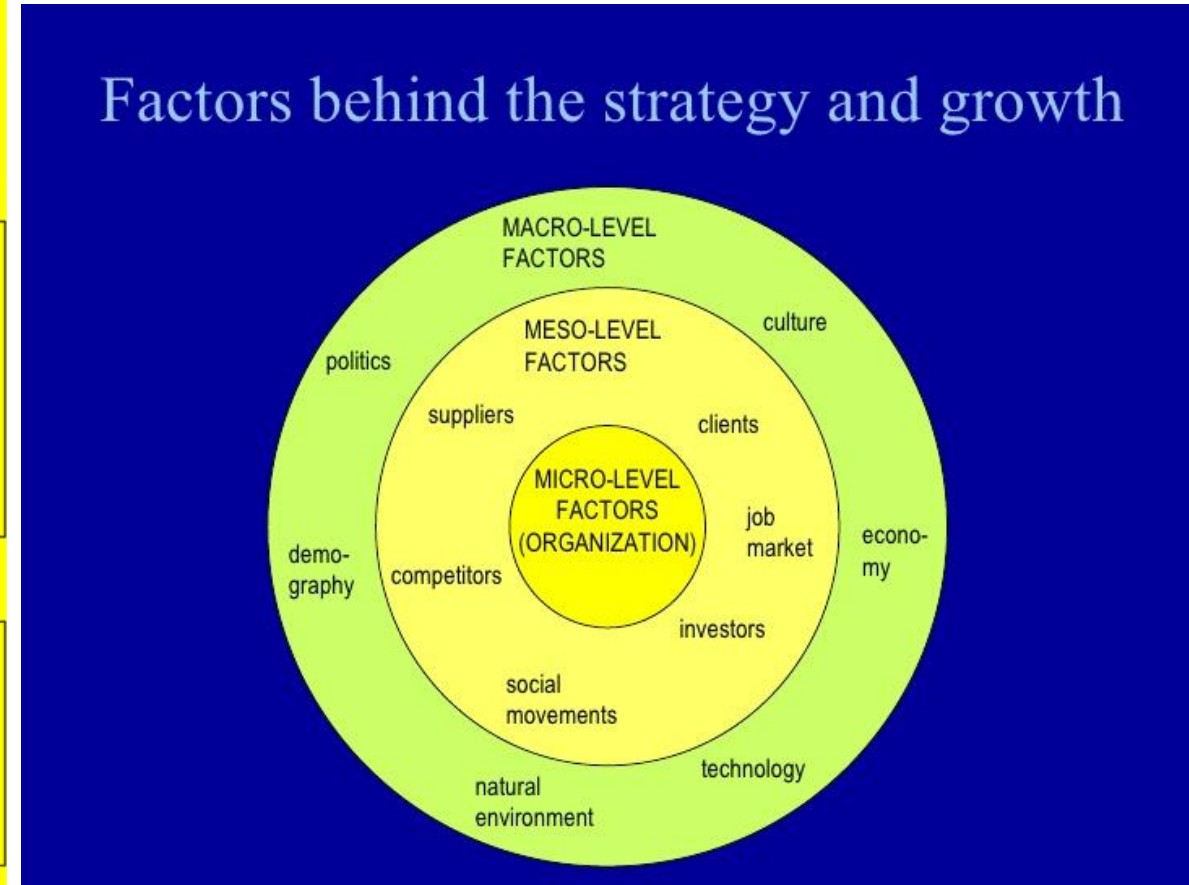 Factors behind the strategy and growth
MACRO-LEVEL
FACTORS
culture
politics
MESO-LEVEL
FACTORS
suppliers
clients
MICRO-LEVEL
FACTORS
(ORGANIZATION)
job
market
econo-
my
demo-
graphy
competitors
investors
social
movements
technology
natural
environment